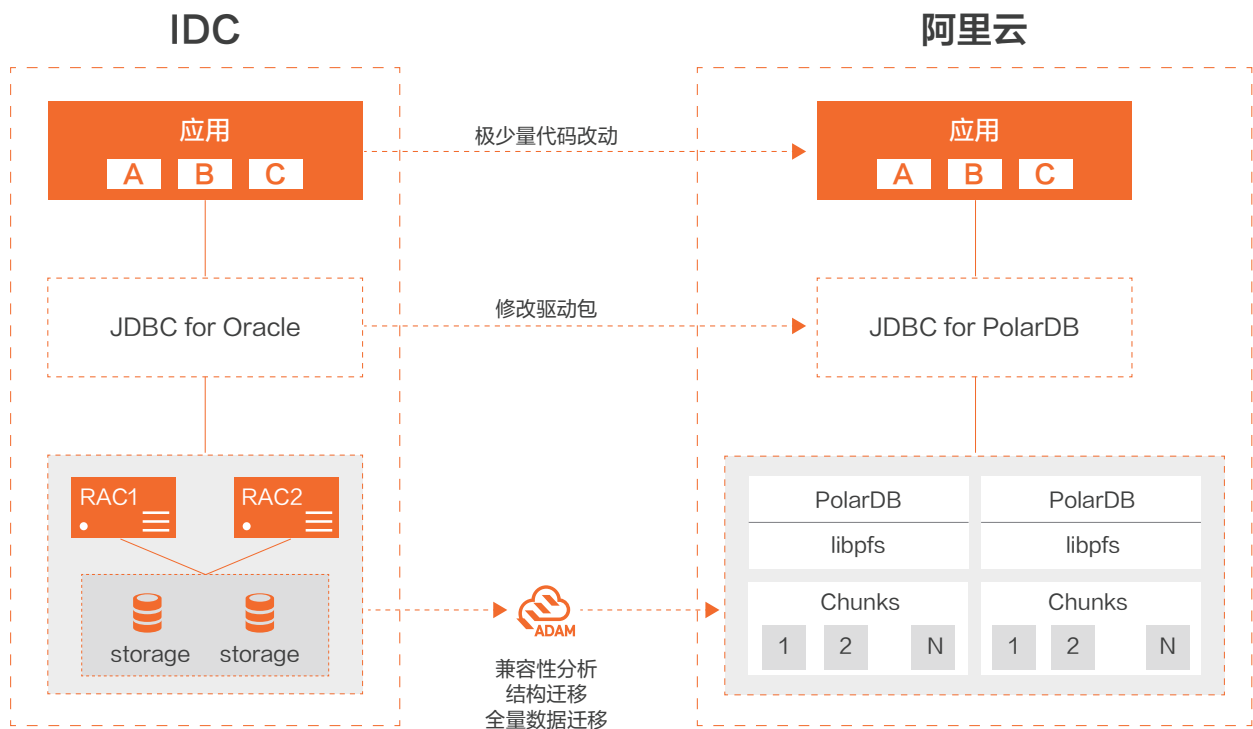 IDC
阿里云
应用
A B C
极少量代码改动
应用
A B C
JDBC for Oracle
修改驱动包
JDBC for PolarDB
RAC1
RAC2
storage
storage
ADAM
兼容性分析
结构迁移
全量数据迁移
PolarDB
libpfs
PolarDB
libpfs
Chunks
1 2 N
Chunks
1 2 N